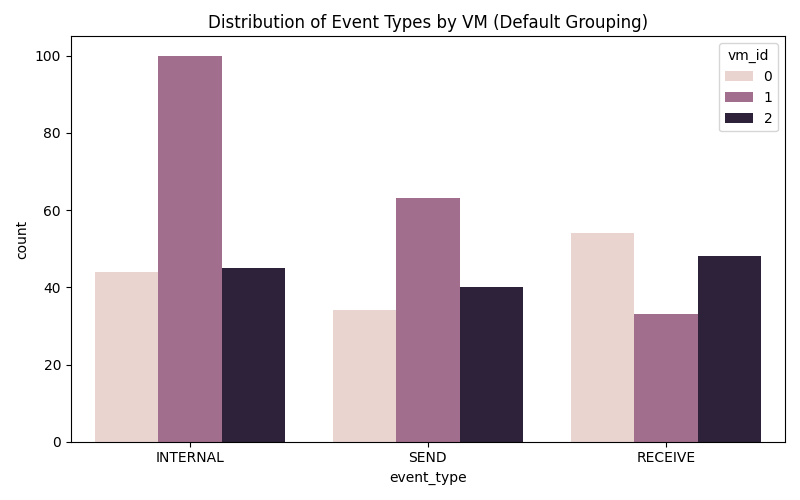 Distribution of Event Types by VM (Default Grouping)
vm_id
0
1
2
count
100
80
60
40
20
0
INTERNAL SEND RECEIVE
event_type